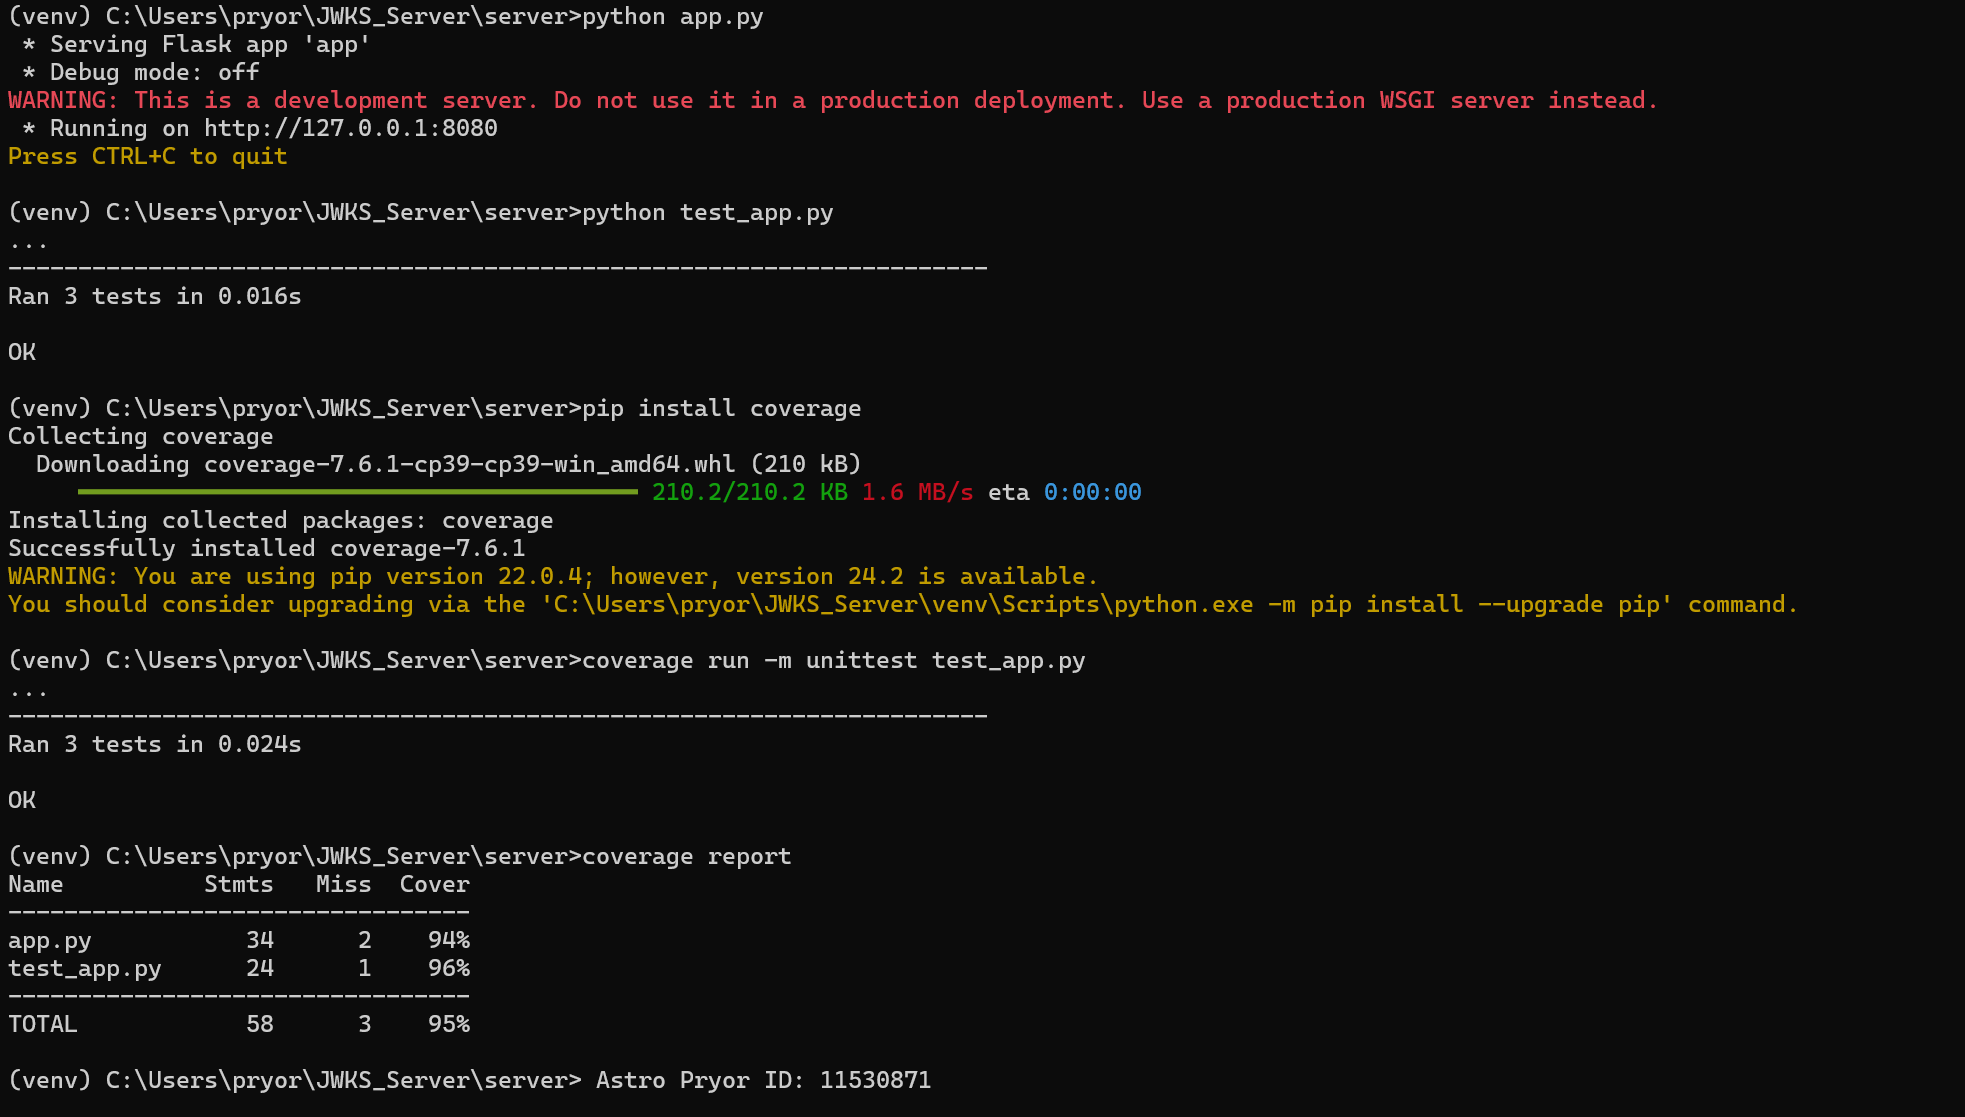 (venv) C:\Users\pryor\JWKS_Server\server>python app.py
 * Serving Flask app 'app'
 * Debug mode: off
WARNING: This is a development server. Do not use it in a production deployment. Use a production WSGI server instead.
 * Running on http://127.0.0.1:8080
Press CTRL+C to quit
(venv) C:\Users\pryor\JWKS_Server\server>python test_app.py
...
----------------------------------------------------------------------
Ran 3 tests in 0.016s
OK
(venv) C:\Users\pryor\JWKS_Server\server>pip install coverage
Collecting coverage
  Downloading coverage-7.6.1-cp39-cp39-win_amd64.whl (210 kB)
210.2/210.2 KB 1.6 MB/s eta 0:00:00
Installing collected packages: coverage
Successfully installed coverage-7.6.1
WARNING: You are using pip version 22.0.4; however, version 24.2 is available.
You should consider upgrading via the 'C:\Users\pryor\JWKS_Server\venv\Scripts\python.exe -m pip install --upgrade pip' command.
(venv) C:\Users\pryor\JWKS_Server\server>coverage run -m unittest test_app.py
...
----------------------------------------------------------------------
Ran 3 tests in 0.024s
OK
(venv) C:\Users\pryor\JWKS_Server\server>coverage report
Name          Stmts   Miss  Cover
---------------------------------
app.py           34      2    94%
test_app.py      24      1    96%
---------------------------------
TOTAL            58      3    95%
(venv) C:\Users\pryor\JWKS_Server\server> Astro Pryor ID: 11530871